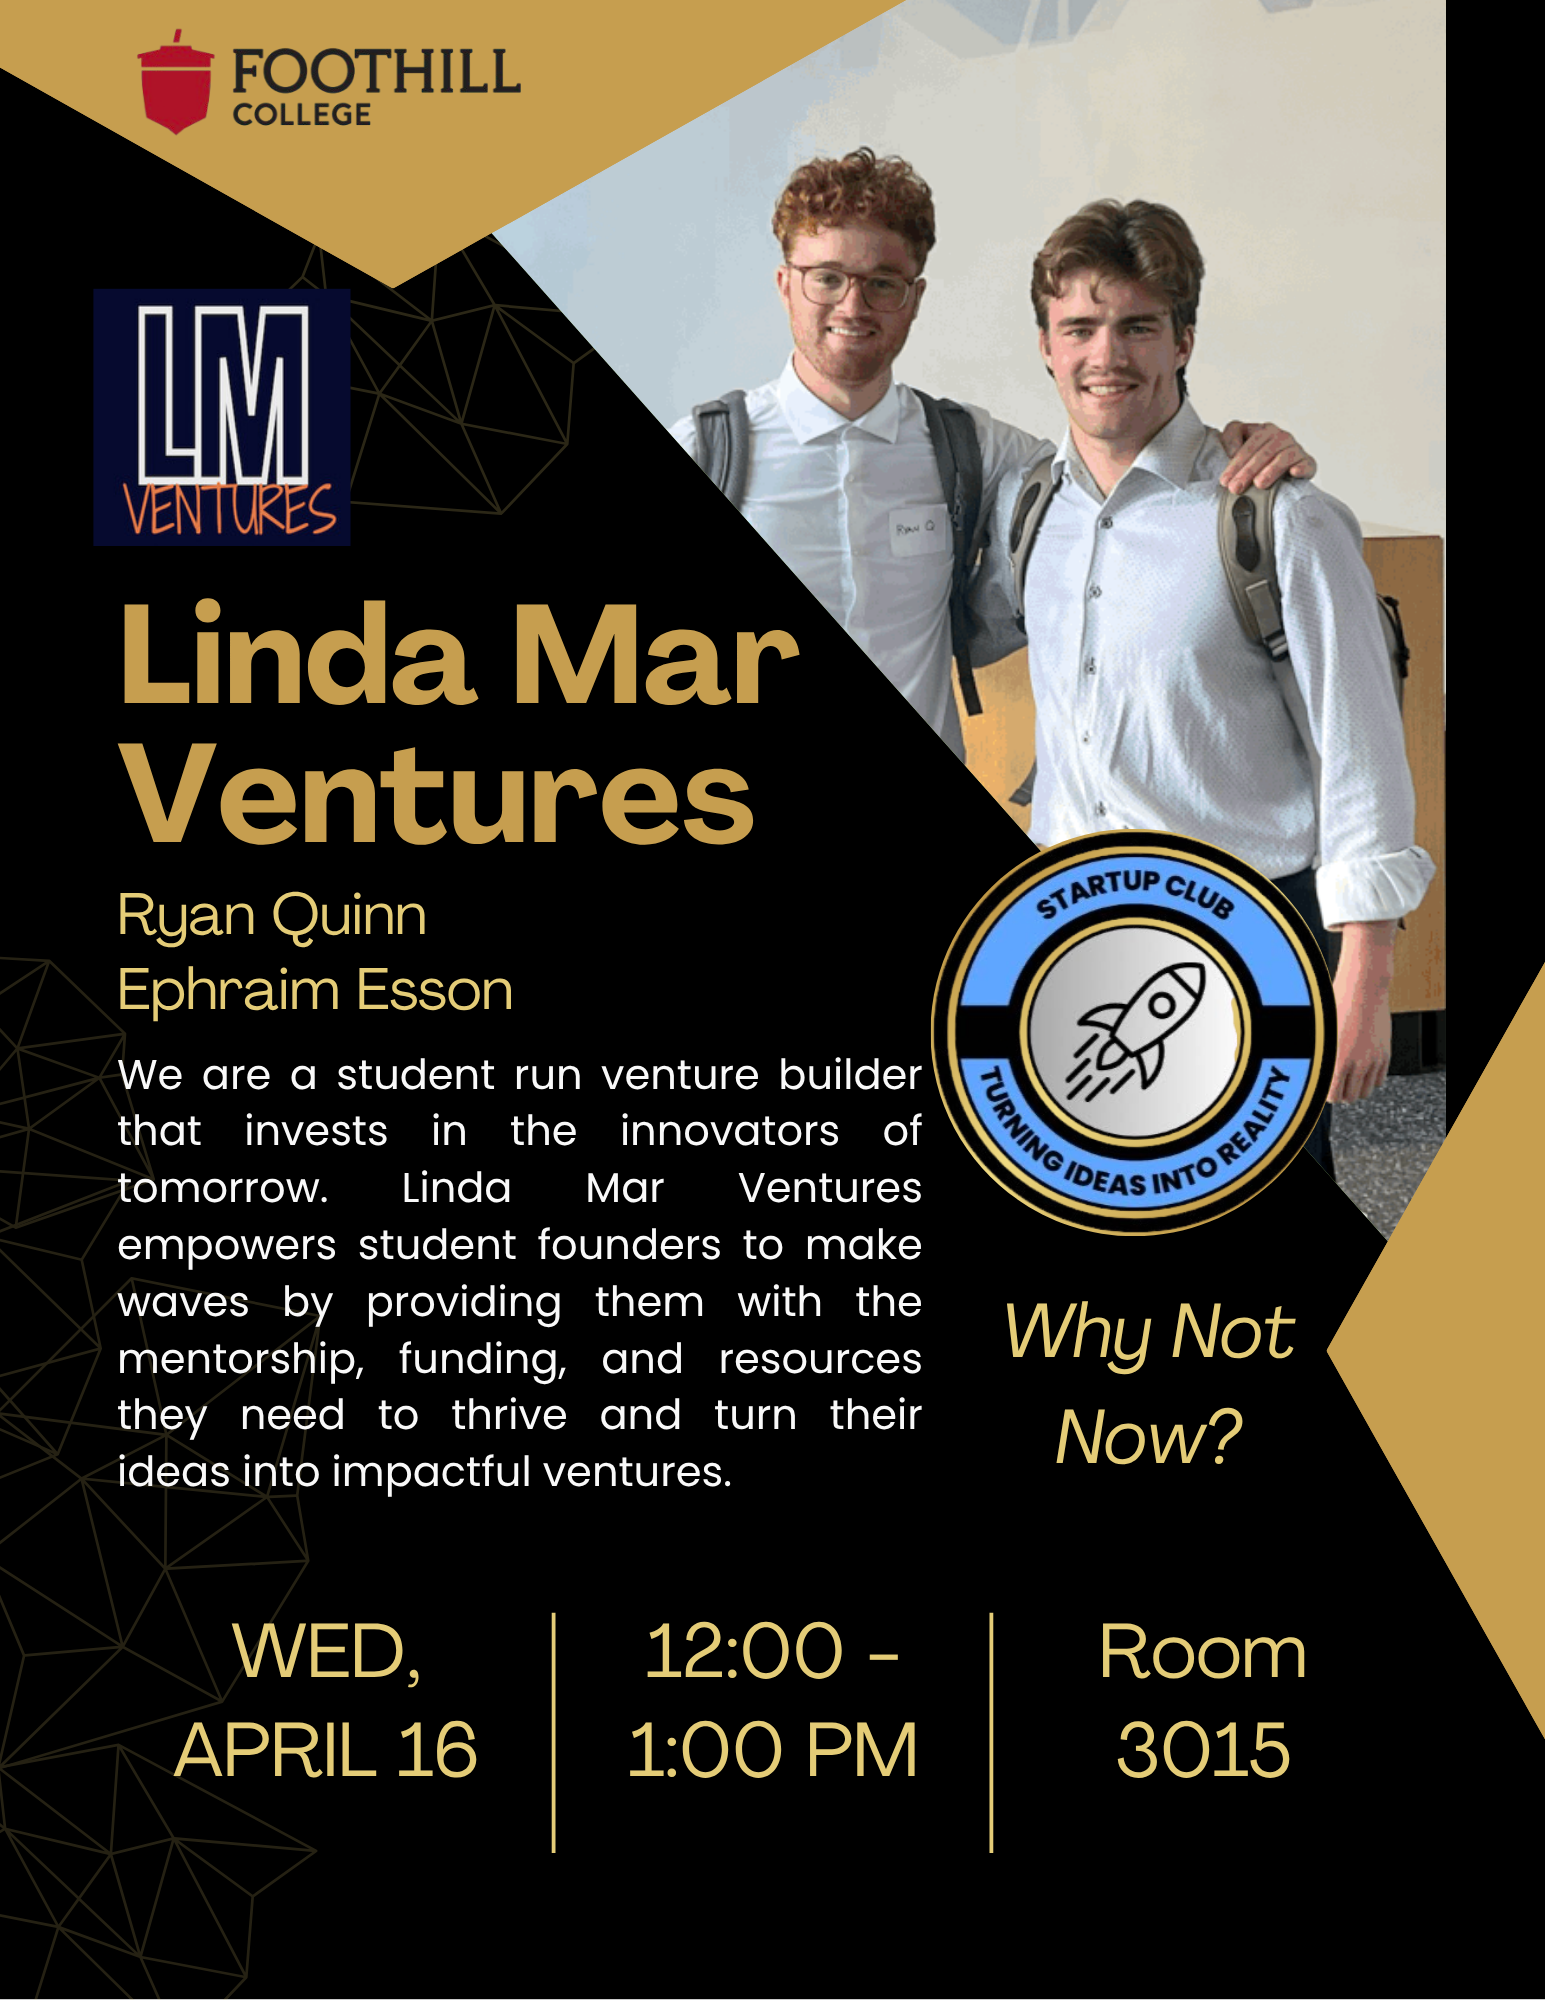 FOOTHILL
COLLEGE
LM
VENTURES
RYAN Q
Linda Mar
Ventures
Ryan Quinn
Ephraim Esson
We are a student run venture builder
that invests in the innovators of
tomorrow. Linda Mar Ventures
empowers student founders to make
waves by providing them with the
mentorship, funding, and resources
they need to thrive and turn their
ideas into impactful ventures.
STARTUP CLUB
TURNING IDEAS INTO REALITY
Why Not
Now?
WED,
APRIL 16
12:00 -
1:00 PM
Room
3015